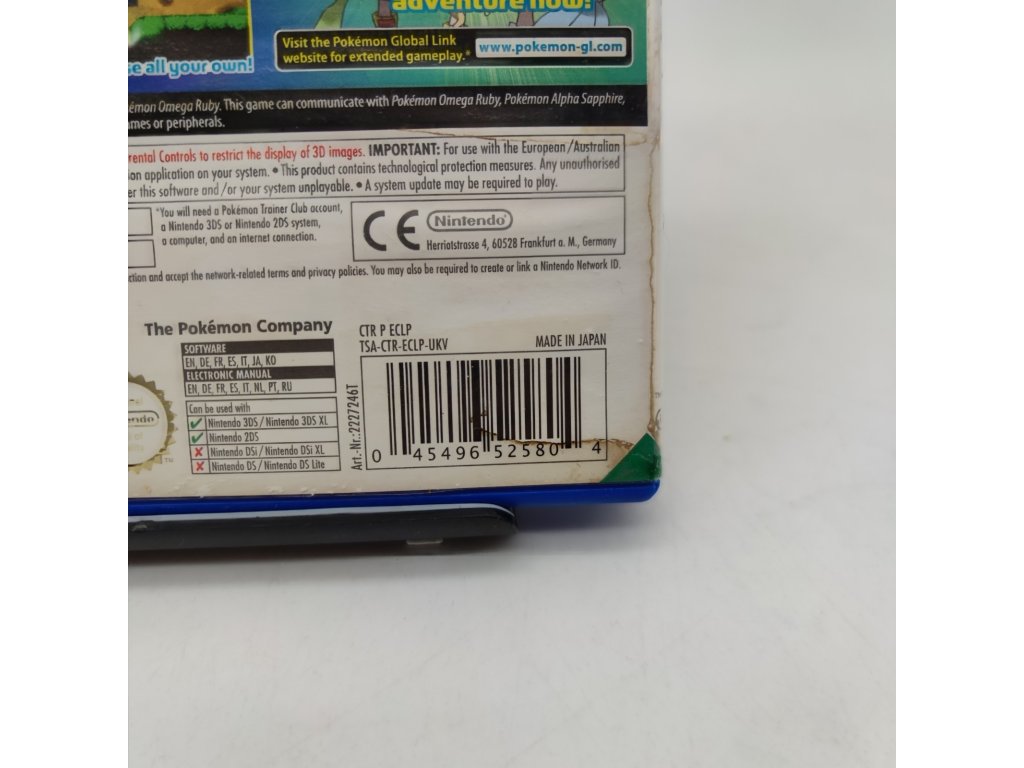 adventure now!
e all your own!
Visit the Pokémon Global Link
website for extended gameplay.*
www.pokemon-gl.com
émon Omega Ruby. This game can communicate with Pokémon Omega Ruby, Pokémon Alpha Sapphire,
mes or peripherals.
rental Controls to restrict the display of 3D images. IMPORTANT: For use with the European/Australian
on application on your system. • This product contains technological protection measures. Any unauthorised
er this software and/or your system unplayable. • A system update may be required to play.
*You will need a Pokémon Trainer Club account,
a Nintendo 3DS or Nintendo 2DS system,
a computer, and an internet connection.
CE
Nintendo®
Herriotstrasse 4, 60528 Frankfurt a. M., Germany
ction and accept the network-related terms and privacy policies. You may also be required to create or link a Nintendo Network ID.
The Pokémon Company
SOFTWARE
EN, DE, FR, ES, IT, JA, KO
ELECTRONIC MANUAL
EN, DE, FR, ES, IT, NL, PT, RU
Can be used with
Nintendo 3DS / Nintendo 3DS XL
Nintendo 2DS
Nintendo DSi / Nintendo DSi XL
Nintendo DS / Nintendo DS Lite
CTR P ECLP
TSA-CTR-ECLP-UKV
MADE IN JAPAN
Art.-Nr.:2227246T
0 45496 52580 4
ndo
TM